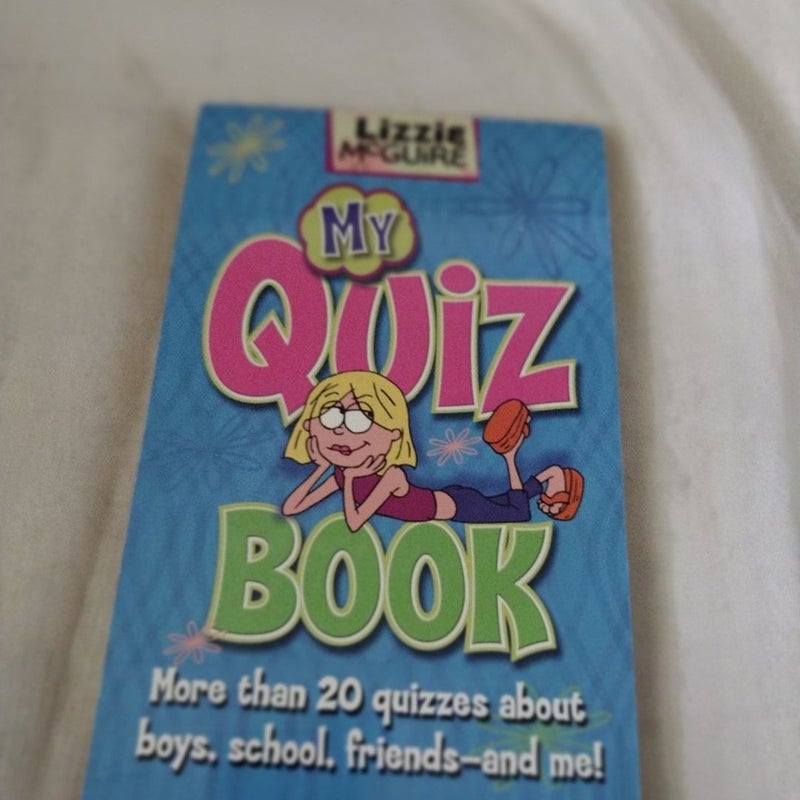 Lizzie
McGUiRE
MY
QUiZ
BOOK
More than 20 quizzes about
boys, school, friends—and me!